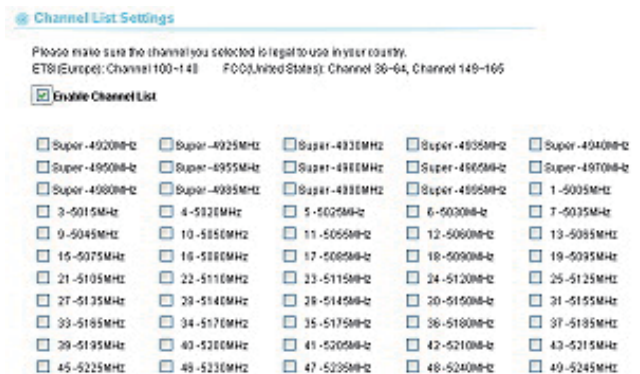 Channel List Settings
Please make sure the channel you selected is legal to use in your country.
ETSI(Europe): Channel 100~140 FCC(United States): Channel 36~64, Channel 149~165
Enable Channel List
Super-4920MHz Super-4925MHz Super-4930MHz Super-4935MHz Super-4940MHz
Super-4950MHz Super-4955MHz Super-4960MHz Super-4965MHz Super-4970MHz
Super-4980MHz Super-4985MHz Super-4990MHz Super-4995MHz 1-5005MHz
3-5015MHz 4-5020MHz 5-5025MHz 6-5030MHz 7-5035MHz
9-5045MHz 10-5050MHz 11-5055MHz 12-5060MHz 13-5065MHz
15-5075MHz 16-5080MHz 17-5085MHz 18-5090MHz 19-5095MHz
21-5105MHz 22-5110MHz 23-5115MHz 24-5120MHz 25-5125MHz
27-5135MHz 28-5140MHz 29-5145MHz 30-5150MHz 31-5155MHz
33-5165MHz 34-5170MHz 35-5175MHz 36-5180MHz 37-5185MHz
39-5195MHz 40-5200MHz 41-5205MHz 42-5210MHz 43-5215MHz
45-5225MHz 46-5230MHz 47-5235MHz 48-5240MHz 49-5245MHz